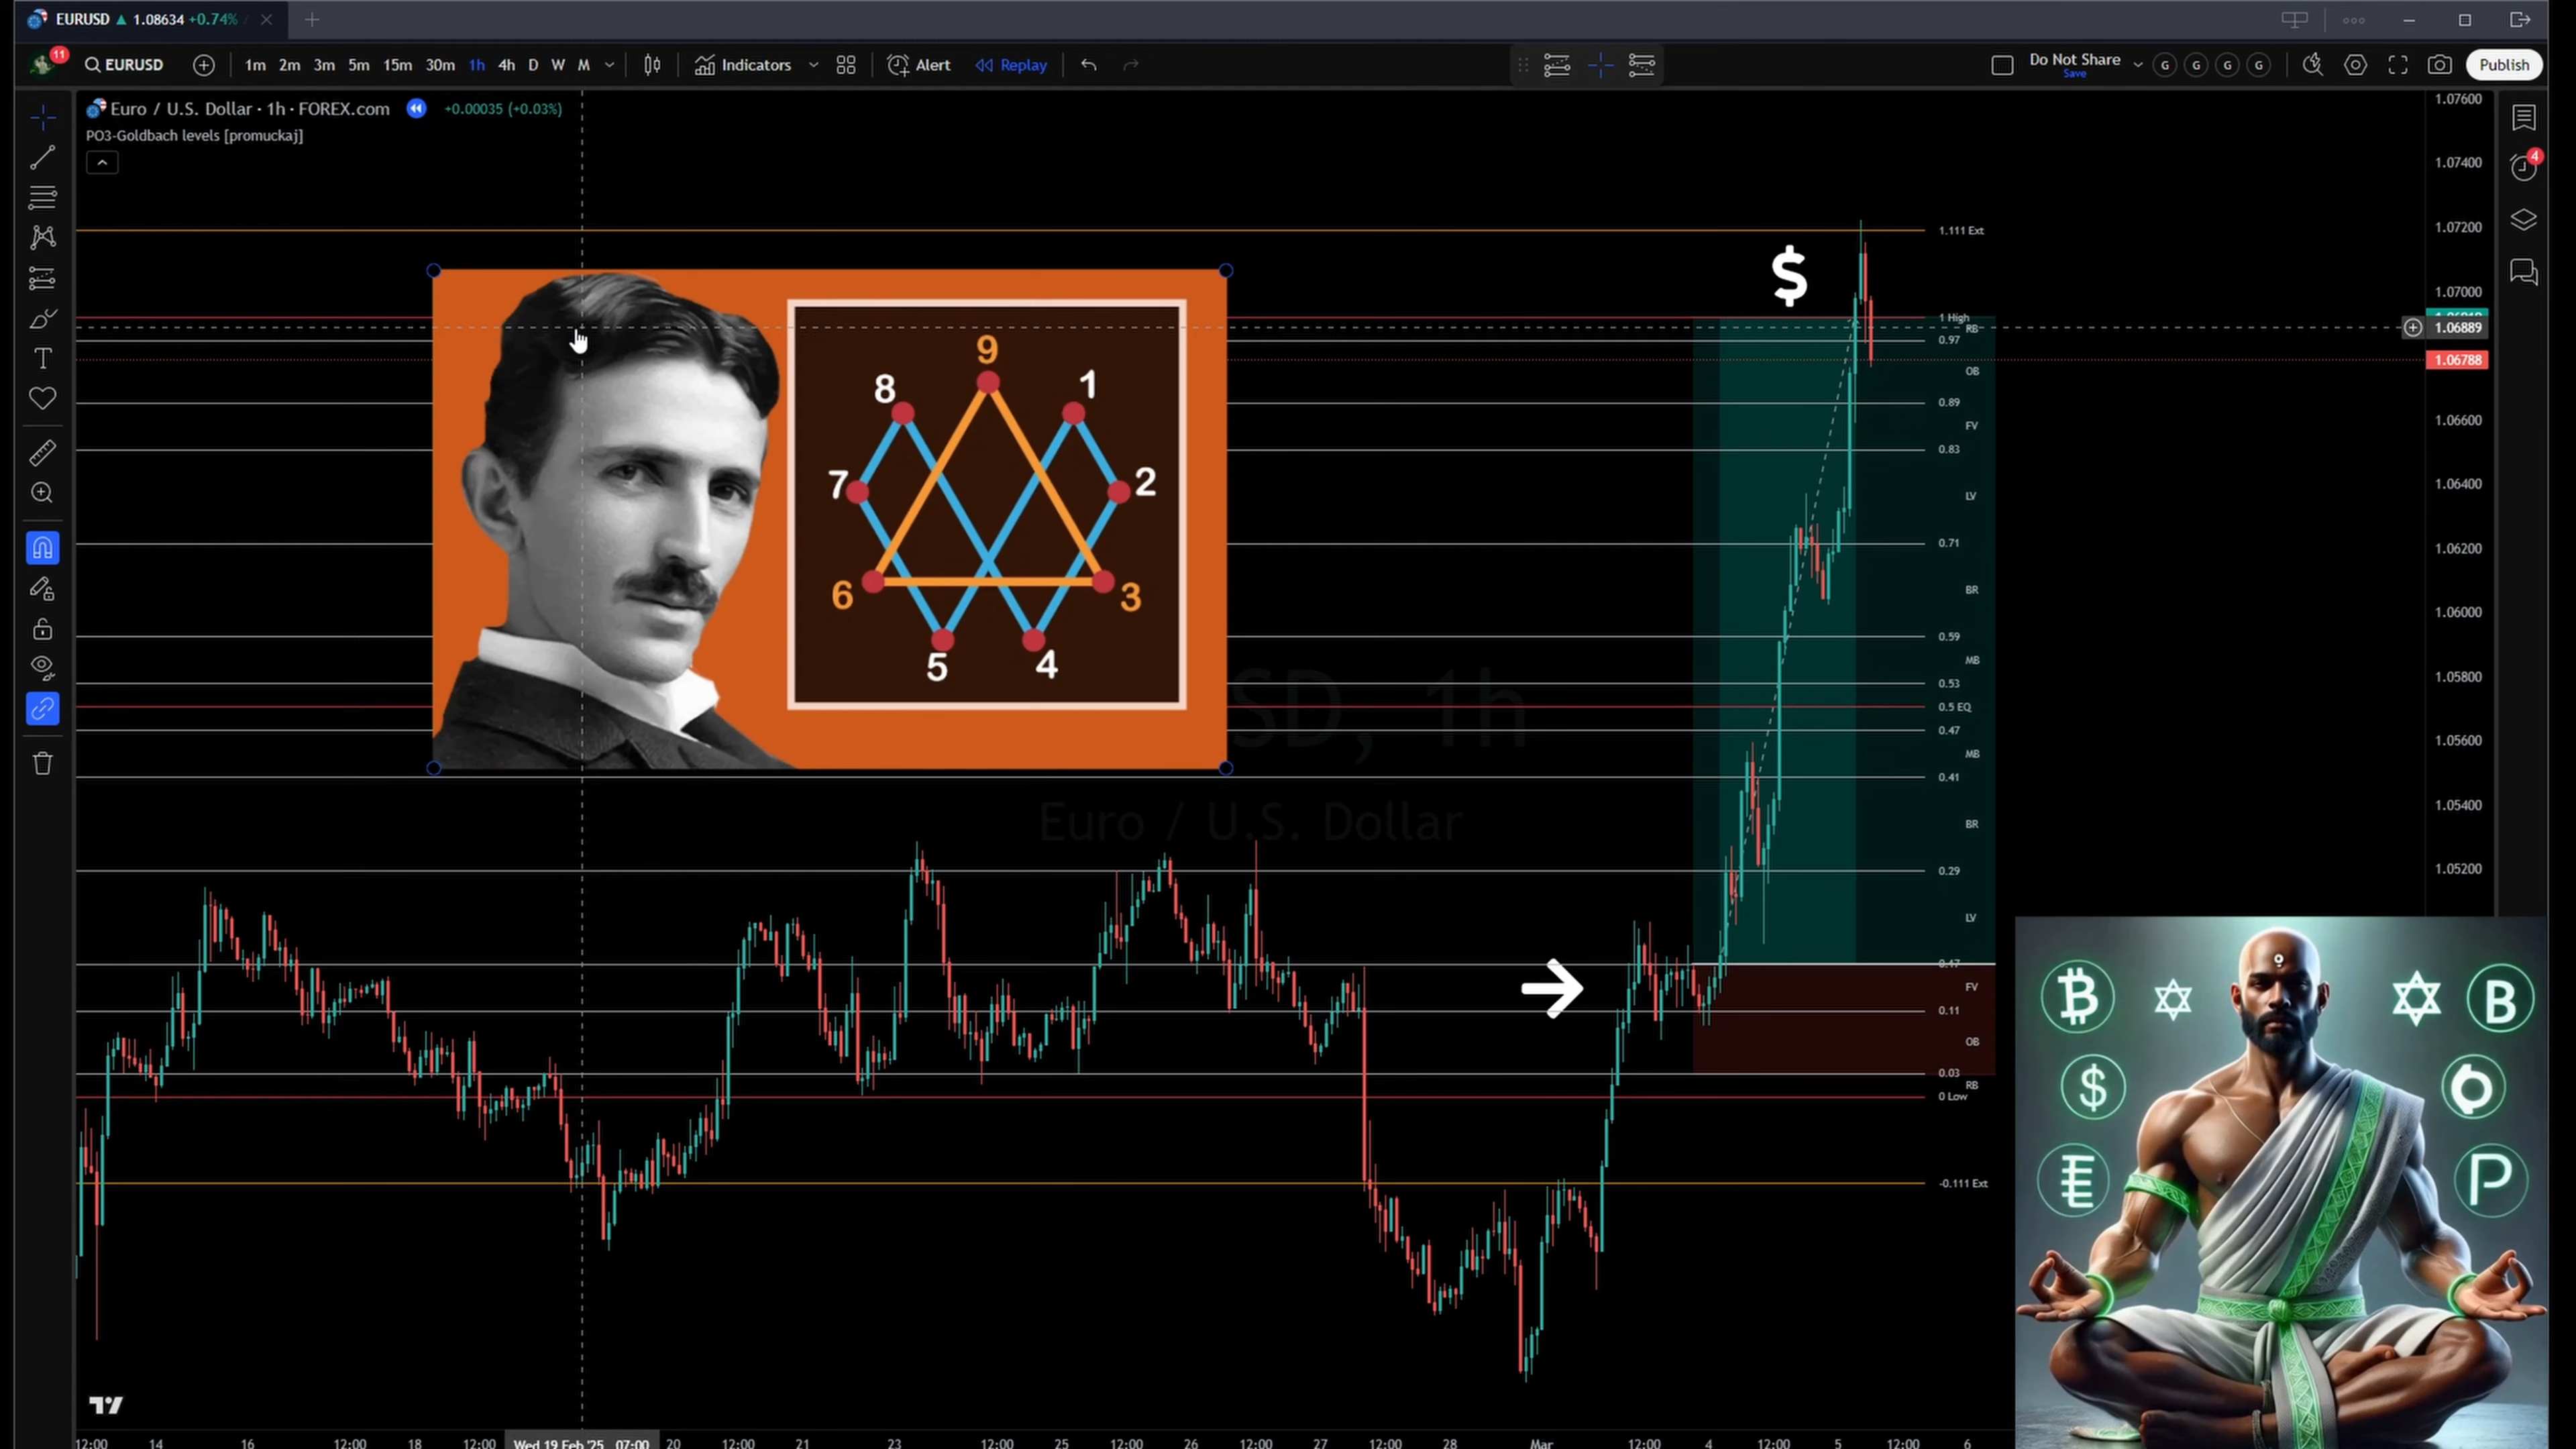 EURUSD ▲ 1.08634 +0.74%
11
EURUSD
1m 2m 3m 5m 15m 30m 1h 4h D W M
Indicators
Alert
Replay
Do Not Share
Save
G G G G
Publish
Euro / U.S. Dollar · 1h · FOREX.com
+0.00035 (+0.03%)
PO3-Goldbach levels [promuckaj]
1.07600
1.07400
1.07200
1.07000
1.06889
1.06788
1.06600
1.06400
1.06200
1.06000
1.05800
1.05600
1.05400
1.05200
4
1.111 Ext
$
1 High
RB
0.97
OB
0.89
FV
0.83
LV
0.71
BR
0.59
MB
0.53
0.5 EQ
0.47
MB
0.41
BR
0.29
LV
0.17
FV
0.11
OB
0.03
RB
0 Low
-0.111 Ext
9
8
1
7
2
6
3
5
4
SD, 1h
Euro / U.S. Dollar
B
$
P
12:00 14 16 12:00 18 12:00 Wed 19 Feb '25 07:00 20 12:00 21 23 12:00 25 12:00 26 12:00 27 12:00 28 Mar 12:00 4 12:00 5 12:00 6